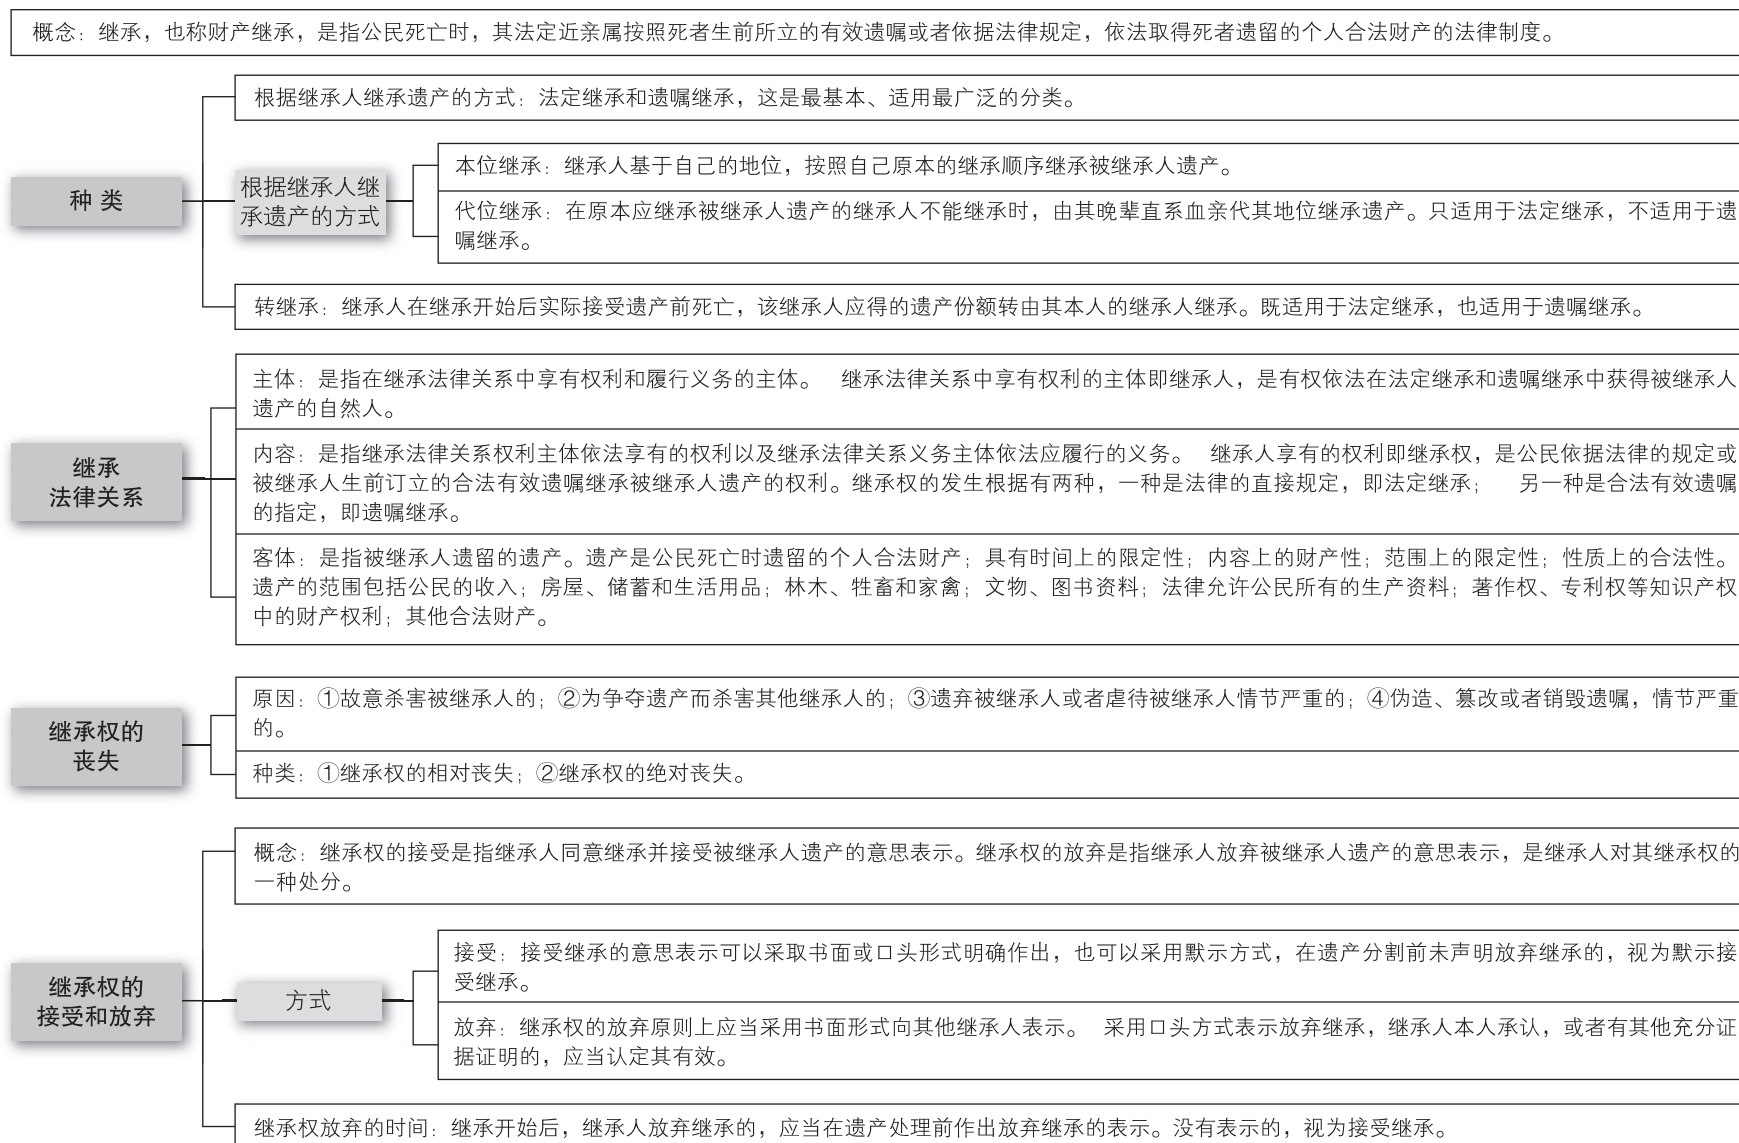 概念：继承，也称财产继承，是指公民死亡时，其法定近亲属按照死者生前所立的有效遗嘱或者依据法律规定，依法取得死者遗留的个人合法财产的法律制度。
种 类
根据继承人继承遗产的方式：法定继承和遗嘱继承，这是最基本、适用最广泛的分类。
根据继承人继
承遗产的方式
本位继承：继承人基于自己的地位，按照自己原本的继承顺序继承被继承人遗产。
代位继承：在原本应继承被继承人遗产的继承人不能继承时，由其晚辈直系血亲代其地位继承遗产。只适用于法定继承，不适用于遗
嘱继承。
转继承：继承人在继承开始后实际接受遗产前死亡，该继承人应得的遗产份额转由其本人的继承人继承。既适用于法定继承，也适用于遗嘱继承。
继承
法律关系
主体：是指在继承法律关系中享有权利和履行义务的主体。 继承法律关系中享有权利的主体即继承人，是有权依法在法定继承和遗嘱继承中获得被继承人
遗产的自然人。
内容：是指继承法律关系权利主体依法享有的权利以及继承法律关系义务主体依法应履行的义务。 继承人享有的权利即继承权，是公民依据法律的规定或
被继承人生前订立的合法有效遗嘱继承被继承人遗产的权利。继承权的发生根据有两种，一种是法律的直接规定，即法定继承； 另一种是合法有效遗嘱
的指定，即遗嘱继承。
客体：是指被继承人遗留的遗产。遗产是公民死亡时遗留的个人合法财产；具有时间上的限定性；内容上的财产性；范围上的限定性；性质上的合法性。
遗产的范围包括公民的收入；房屋、储蓄和生活用品；林木、牲畜和家禽；文物、图书资料；法律允许公民所有的生产资料；著作权、专利权等知识产权
中的财产权利；其他合法财产。
继承权的
丧失
原因：①故意杀害被继承人的；②为争夺遗产而杀害其他继承人的；③遗弃被继承人或者虐待被继承人情节严重的；④伪造、篡改或者销毁遗嘱，情节严重
的。
种类：①继承权的相对丧失；②继承权的绝对丧失。
继承权的
接受和放弃
概念：继承权的接受是指继承人同意继承并接受被继承人遗产的意思表示。继承权的放弃是指继承人放弃被继承人遗产的意思表示，是继承人对其继承权的
一种处分。
方式
接受：接受继承的意思表示可以采取书面或口头形式明确作出，也可以采用默示方式，在遗产分割前未声明放弃继承的，视为默示接
受继承。
放弃：继承权的放弃原则上应当采用书面形式向其他继承人表示。 采用口头方式表示放弃继承，继承人本人承认，或者有其他充分证
据证明的，应当认定其有效。
继承权放弃的时间：继承开始后，继承人放弃继承的，应当在遗产处理前作出放弃继承的表示。没有表示的，视为接受继承。